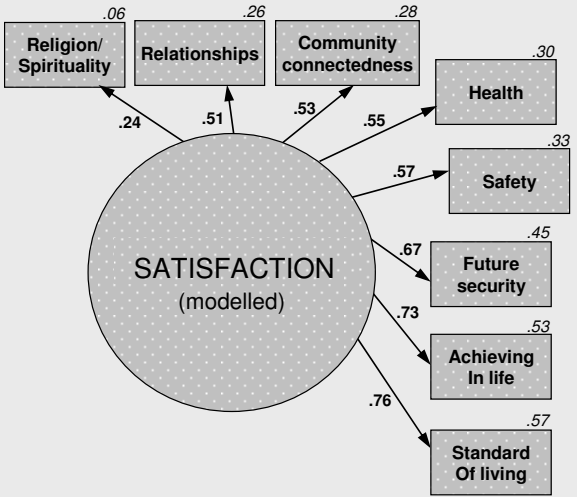 .06
Religion/
Spirituality
.26
Relationships
.28
Community
connectedness
.30
Health
.33
Safety
.45
Future
security
.53
Achieving
In life
.57
Standard
Of living
.24
.51
.53
.55
.57
.67
.73
.76
SATISFACTION
(modelled)